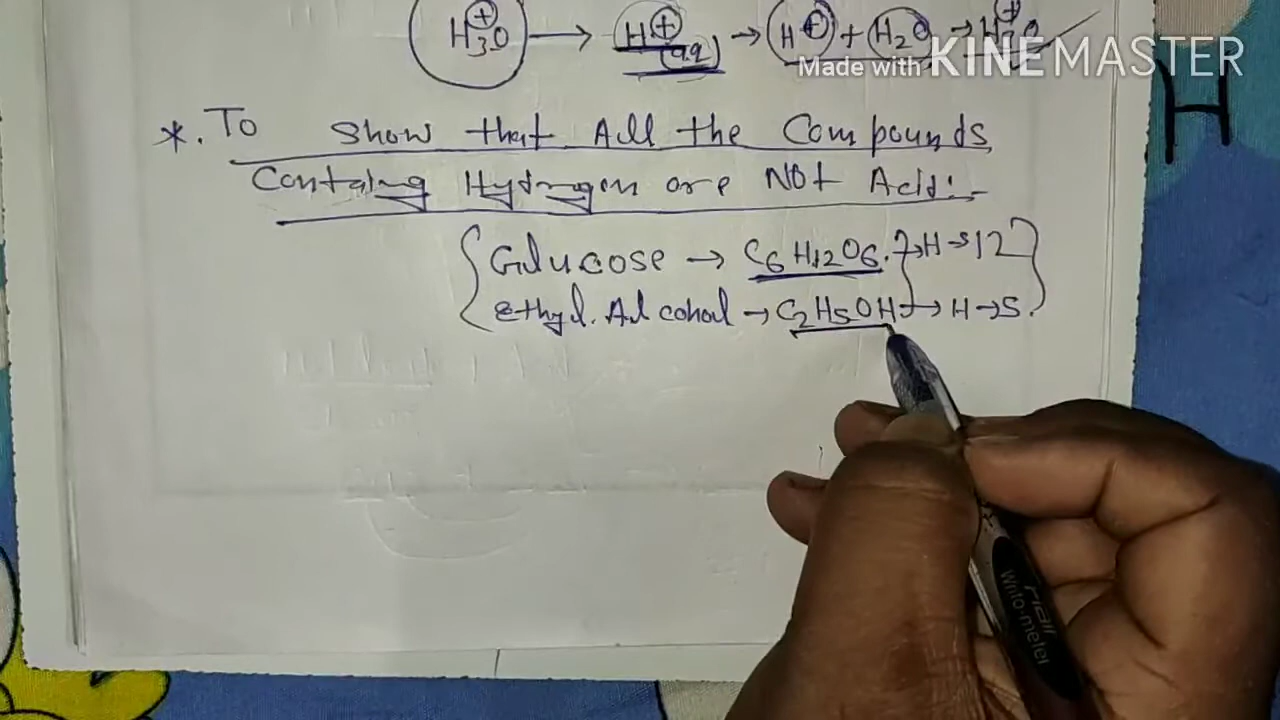 H3O⊕ → H⊕(aq) → H⊕ + H2O → H3O
Made with KINEMASTER
H
*. To Show that All the Compounds
Containg Hydrogen are NOt Acid:-
Glucose → C6H12O6. → H → 12
Ethyl. Alcohal → C2H5OH → H → 5.